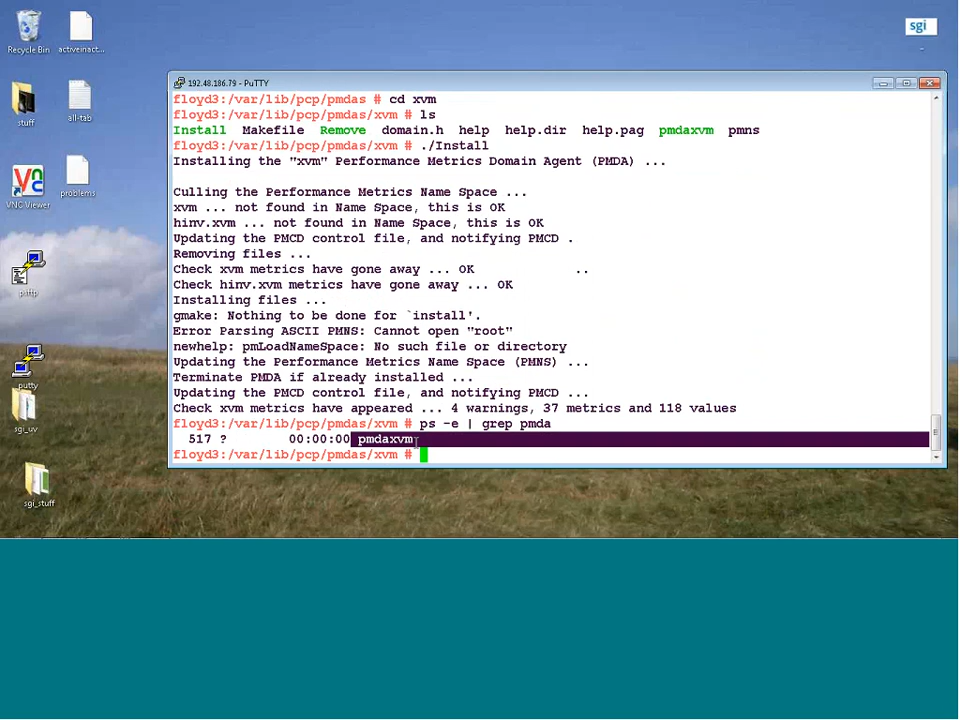 Recycle Bin
activeinact...
sgi
stuff
all-tab
VNC Viewer
problems
psftp
putty
sgi_uv
sgi_stuff
192.48.186.79 - PuTTY
floyd3:/var/lib/pcp/pmdas # cd xvm
floyd3:/var/lib/pcp/pmdas/xvm # ls
Install Makefile Remove domain.h help help.dir help.pag pmdaxvm pmns
floyd3:/var/lib/pcp/pmdas/xvm # ./Install
Installing the "xvm" Performance Metrics Domain Agent (PMDA) ...
Culling the Performance Metrics Name Space ...
xvm ... not found in Name Space, this is OK
hinv.xvm ... not found in Name Space, this is OK
Updating the PMCD control file, and notifying PMCD .
Removing files ...
Check xvm metrics have gone away ... OK ..
Check hinv.xvm metrics have gone away ... OK
Installing files ...
gmake: Nothing to be done for `install'.
Error Parsing ASCII PMNS: Cannot open "root"
newhelp: pmLoadNameSpace: No such file or directory
Updating the Performance Metrics Name Space (PMNS) ...
Terminate PMDA if already installed ...
Updating the PMCD control file, and notifying PMCD ...
Check xvm metrics have appeared ... 4 warnings, 37 metrics and 118 values
floyd3:/var/lib/pcp/pmdas/xvm # ps -e | grep pmda
517 ? 00:00:00 pmdaxvm
floyd3:/var/lib/pcp/pmdas/xvm #